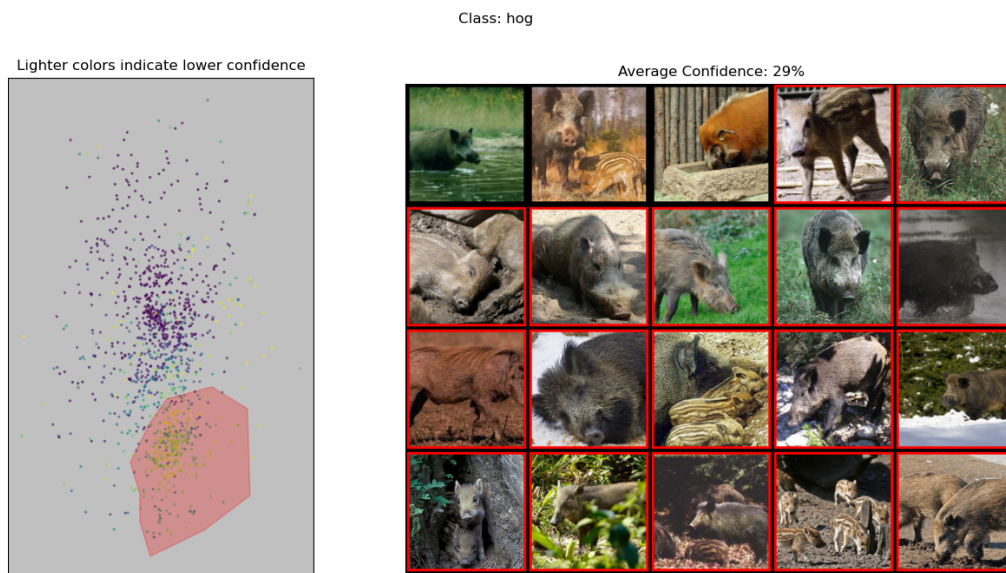 Class: hog
Lighter colors indicate lower confidence
Average Confidence: 29%